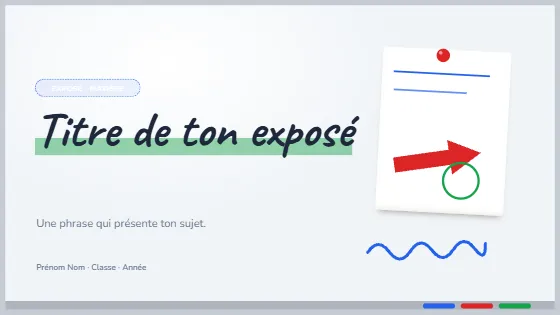 Titre de ton exposé
Une phrase qui présente ton sujet.
Prénom Nom · Classe · Année